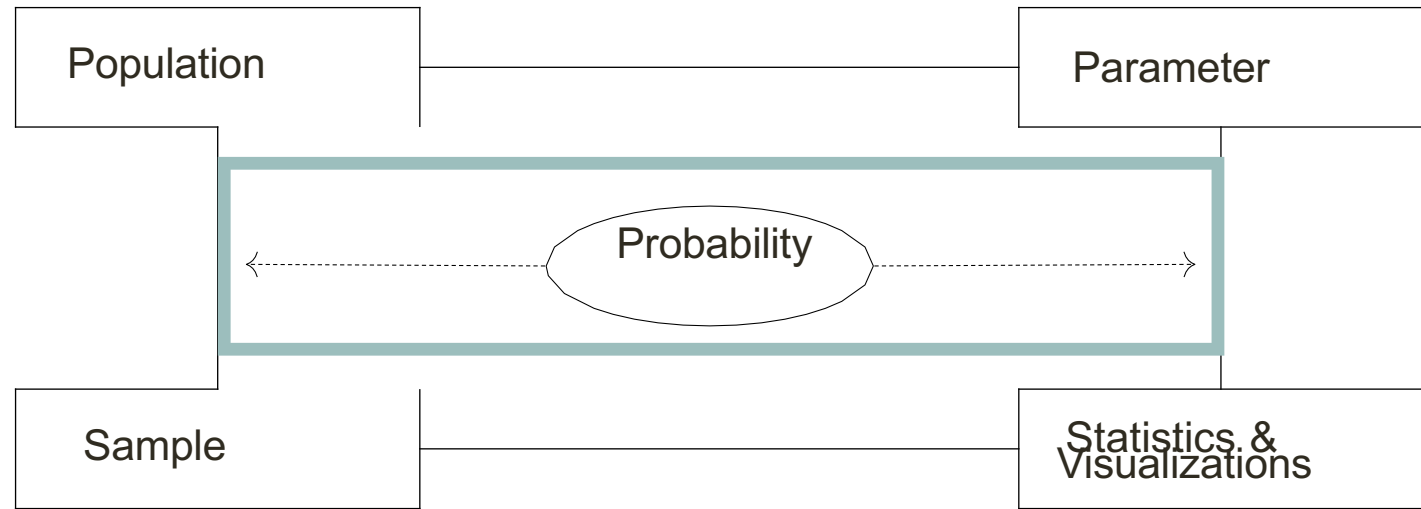 Population
Parameter
Probability
Sample
Statistics &
Visualizations